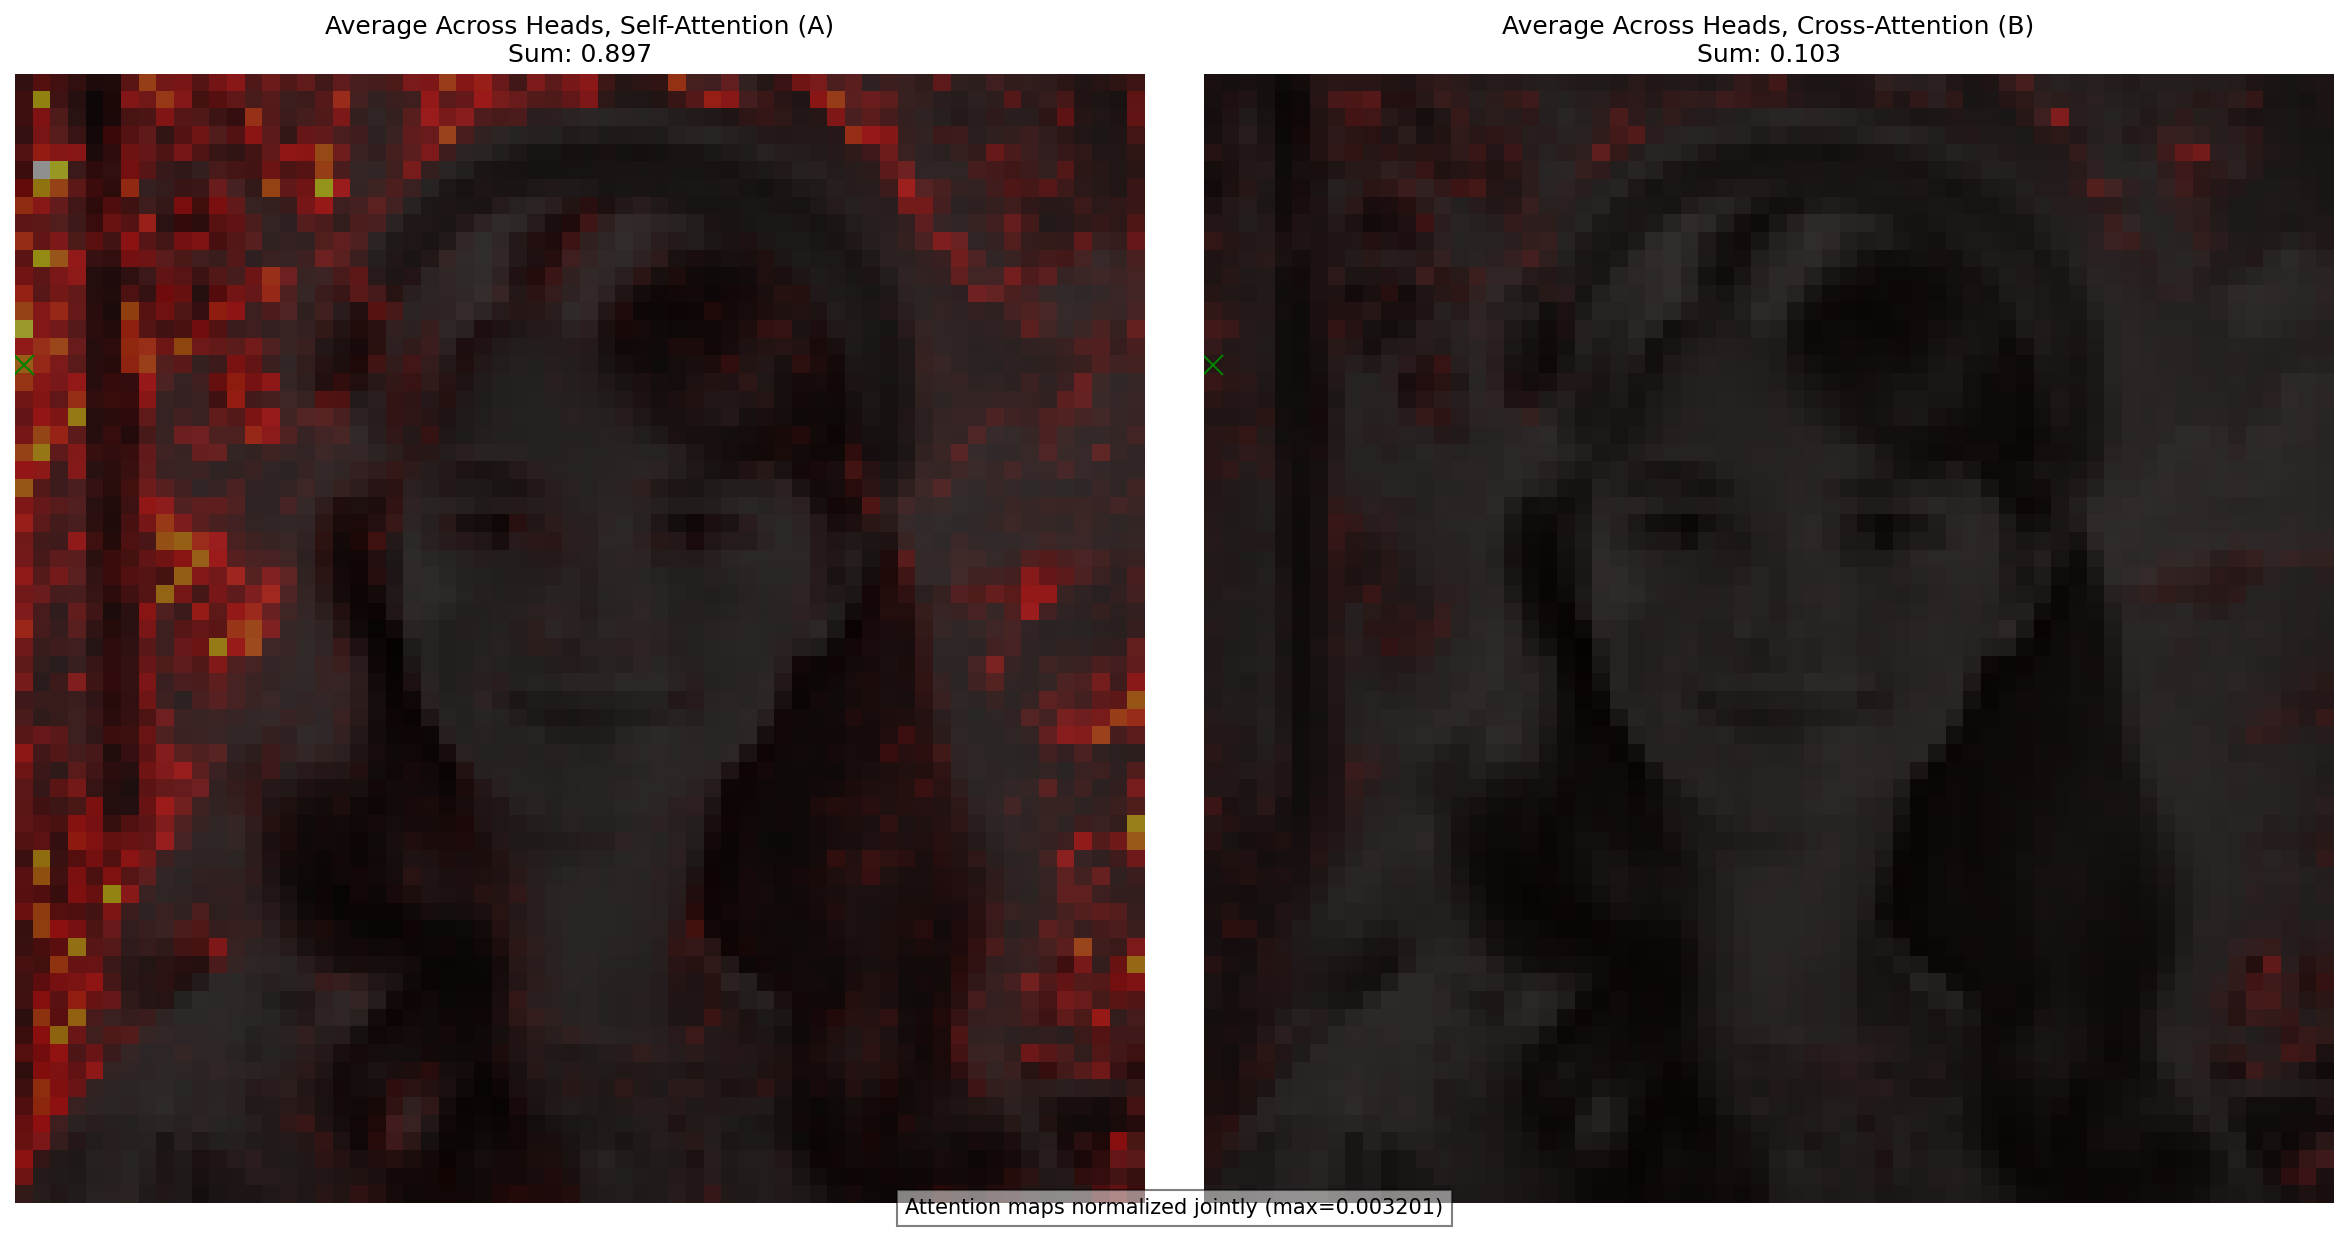 Average Across Heads, Self-Attention (A)
Sum: 0.897
Average Across Heads, Cross-Attention (B)
Sum: 0.103
Attention maps normalized jointly (max=0.003201)